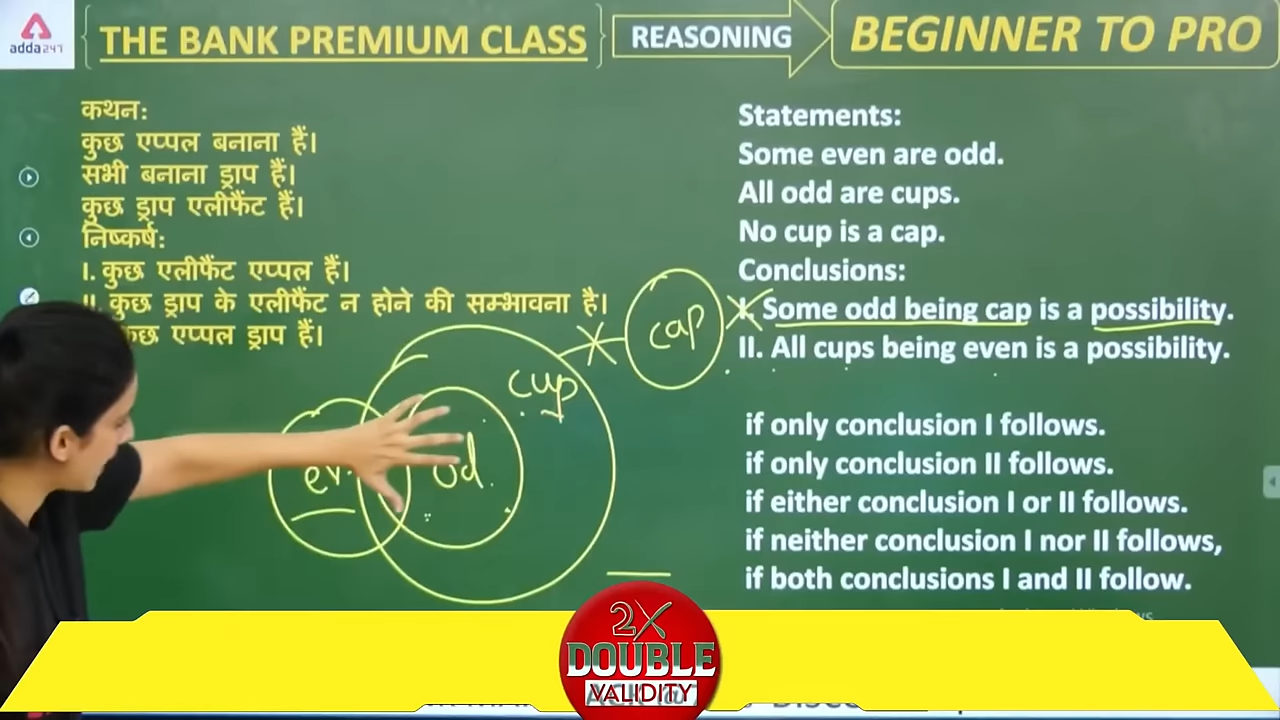 adda247
THE BANK PREMIUM CLASS
REASONING
BEGINNER TO PRO
कथन:
कुछ एप्पल बनाना हैं।
सभी बनाना ड्राप हैं।
कुछ ड्राप एलीफैंट हैं।
निष्कर्ष:
I. कुछ एलीफैंट एप्पल हैं।
II. कुछ ड्राप के एलीफैंट न होने की सम्भावना है।
एप्पल ड्राप हैं।
Statements:
Some even are odd.
All odd are cups.
No cup is a cap.
Conclusions:
I. Some odd being cap is a possibility.
II. All cups being even is a possibility.
if only conclusion I follows.
if only conclusion II follows.
if either conclusion I or II follows.
if neither conclusion I nor II follows,
if both conclusions I and II follow.
cap
cup
ev.
od.
2X
DOUBLE
VALIDITY